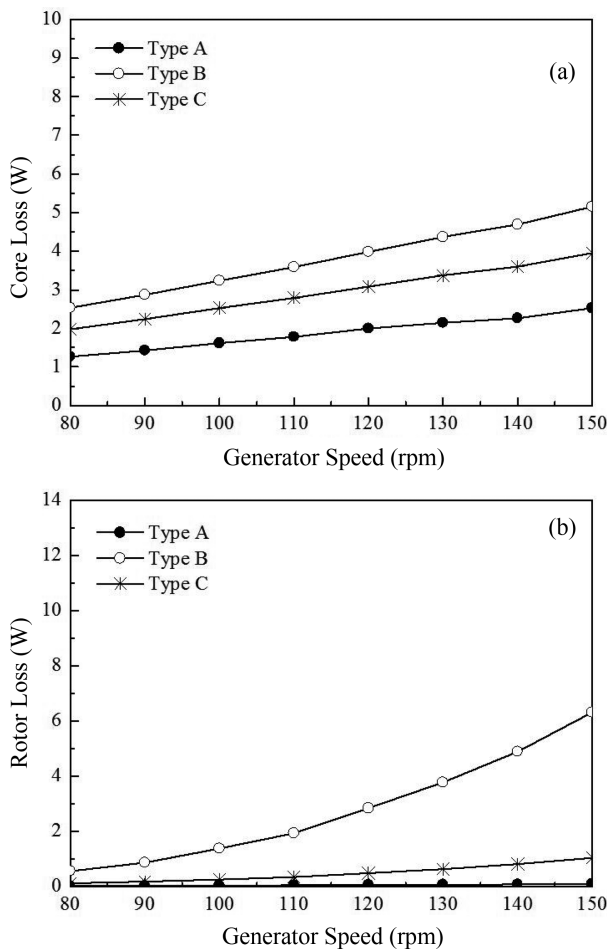 10
9
8
7
6
5
4
3
2
1
0
Core Loss (W)
Type A
Type B
Type C
(a)
80 90 100 110 120 130 140 150
Generator Speed (rpm)
14
12
10
8
6
4
2
0
Rotor Loss (W)
Type A
Type B
Type C
(b)
80 90 100 110 120 130 140 150
Generator Speed (rpm)